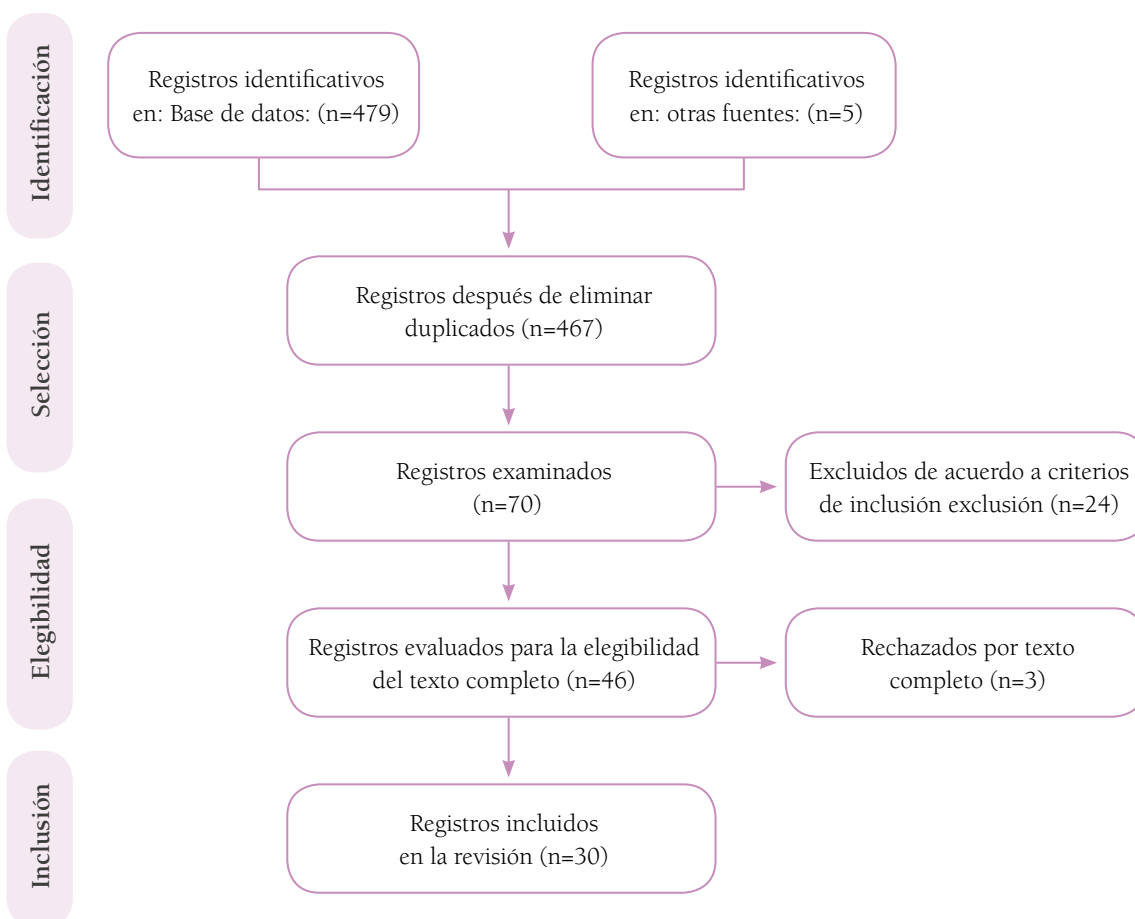 Identificación
Registros identificativos
en: Base de datos: (n=479)
Registros identificativos
en: otras fuentes: (n=5)
Selección
Registros después de eliminar
duplicados (n=467)
Registros examinados
(n=70)
Excluidos de acuerdo a criterios
de inclusión exclusión (n=24)
Elegibilidad
Registros evaluados para la elegibilidad
del texto completo (n=46)
Rechazados por texto
completo (n=3)
Inclusión
Registros incluidos
en la revisión (n=30)